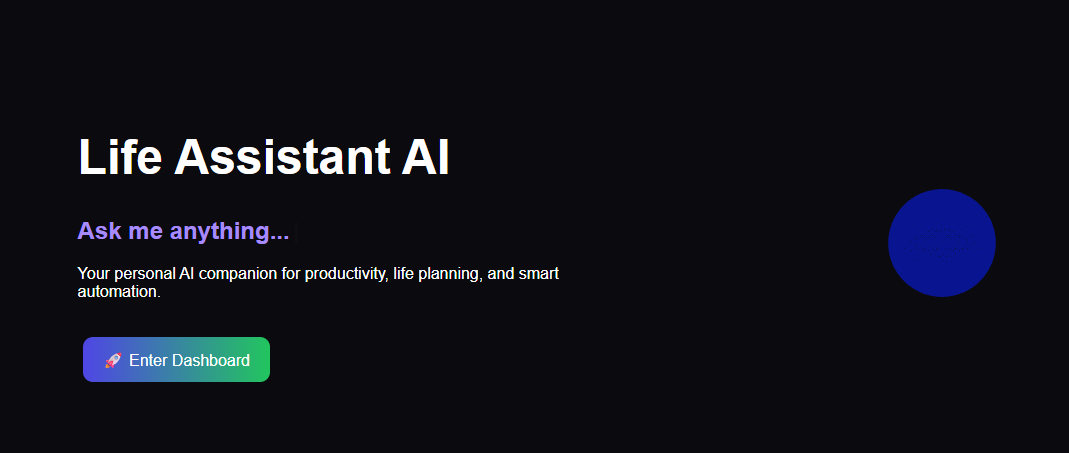 Life Assistant AI
Ask me anything...
Your personal AI companion for productivity, life planning, and smart
automation.
🚀 Enter Dashboard